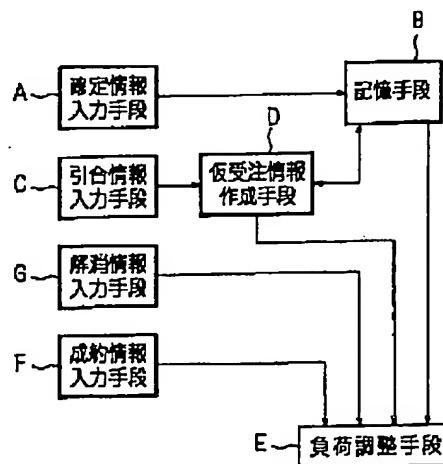 B
A
確定情報
入力手段
記憶手段
D
C
引合情報
入力手段
仮受注情報
作成手段
G
解消情報
入力手段
F
成約情報
入力手段
E
負荷調整手段